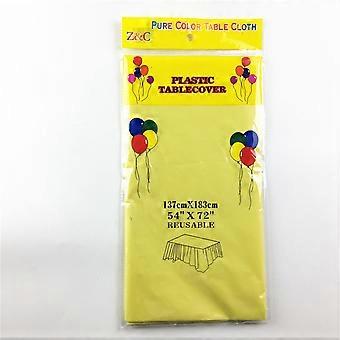 PURE COLOR TABLE CLOTH
Z&C
PLASTIC
TABLECOVER
137cmX183cm
54" X 72"
REUSABLE